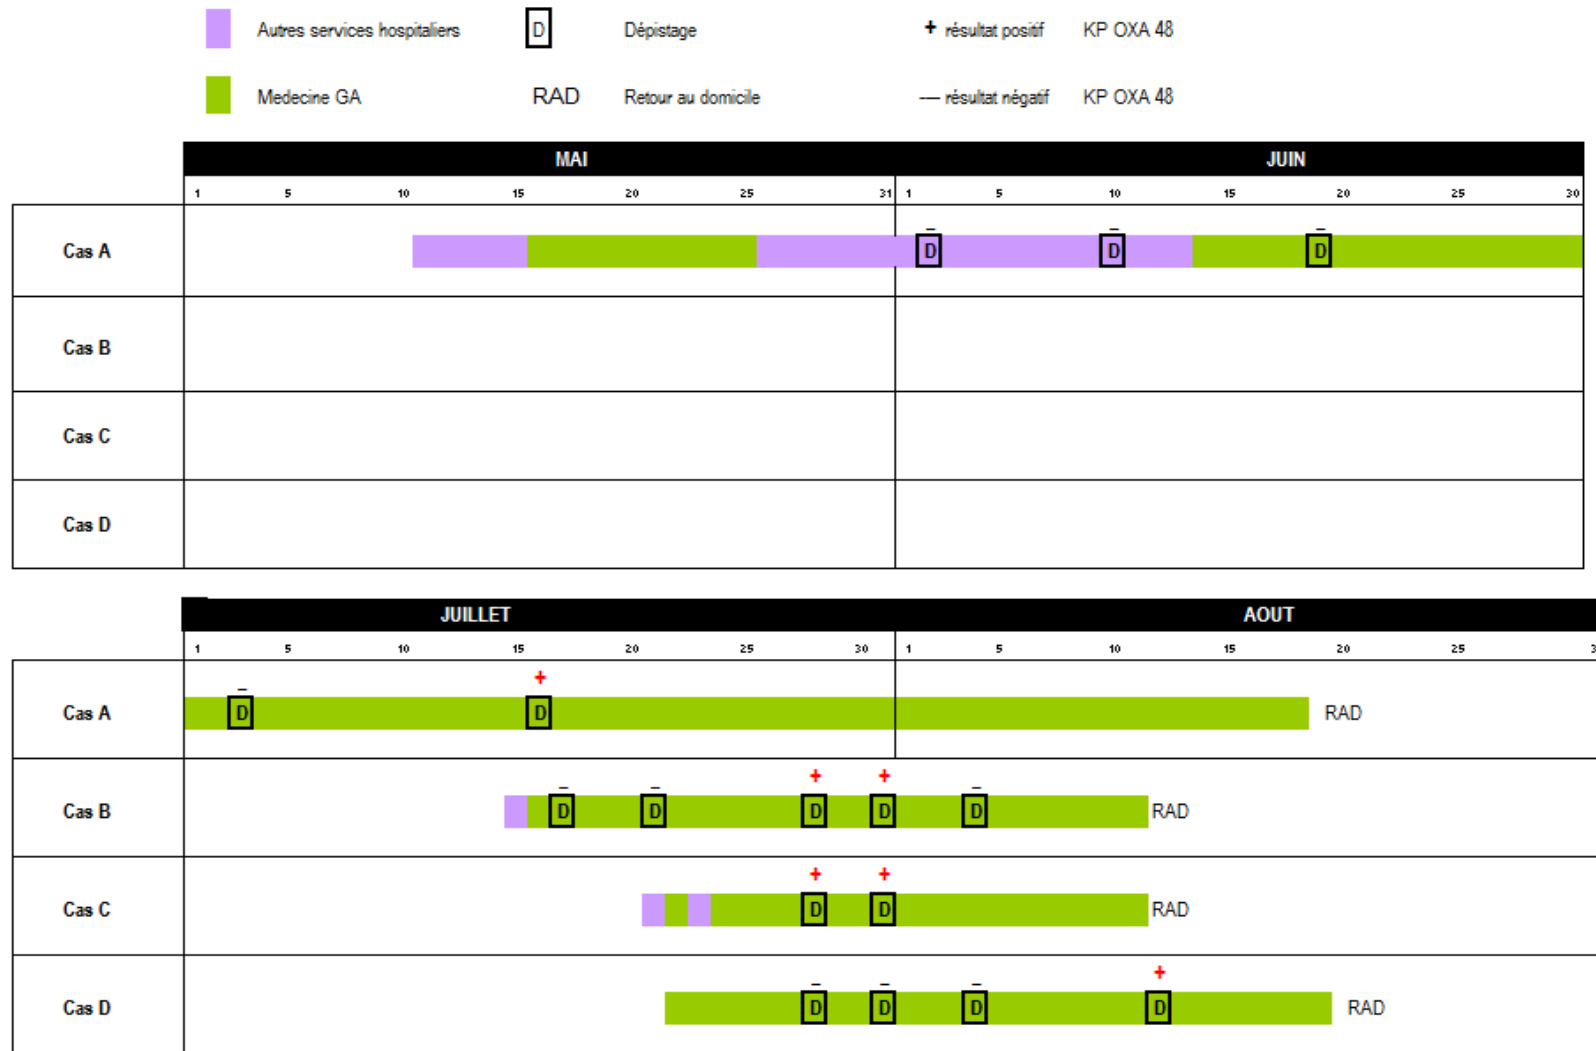 Autres services hospitaliers D Dépistage + résultat positif KP OXA 48
Medecine GA RAD Retour au domicile — résultat négatif KP OXA 48
MAI JUIN
1 5 10 15 20 25 31 1 5 10 15 20 25 30
– – –
Cas A D D D
Cas B
Cas C
Cas D
JUILLET AOUT
1 5 10 15 20 25 30 1 5 10 15 20 25
– +
Cas A D D RAD
– – + + –
Cas B D D D D D RAD
+ +
Cas C D D RAD
– – – +
Cas D D D D D RAD